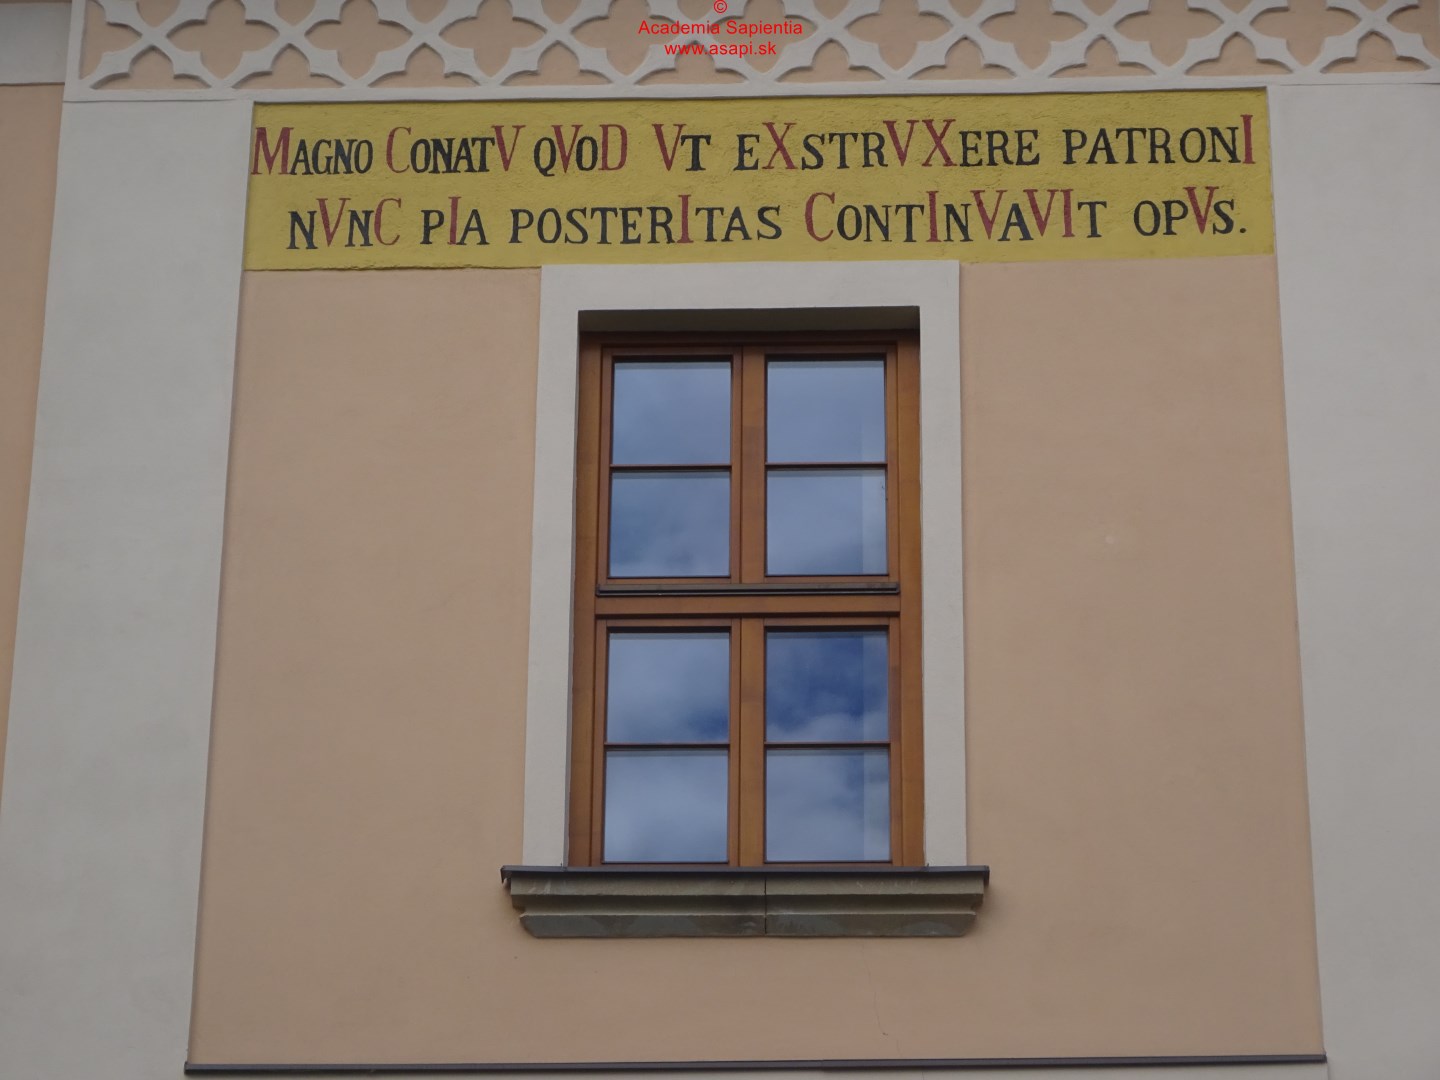 ©
Academia Sapientia
www.asapi.sk
MAGNO CONATV QVOD VT EXSTRVXERE PATRONI
NVNC PIA POSTERITAS CONTINVAVIT OPVS.